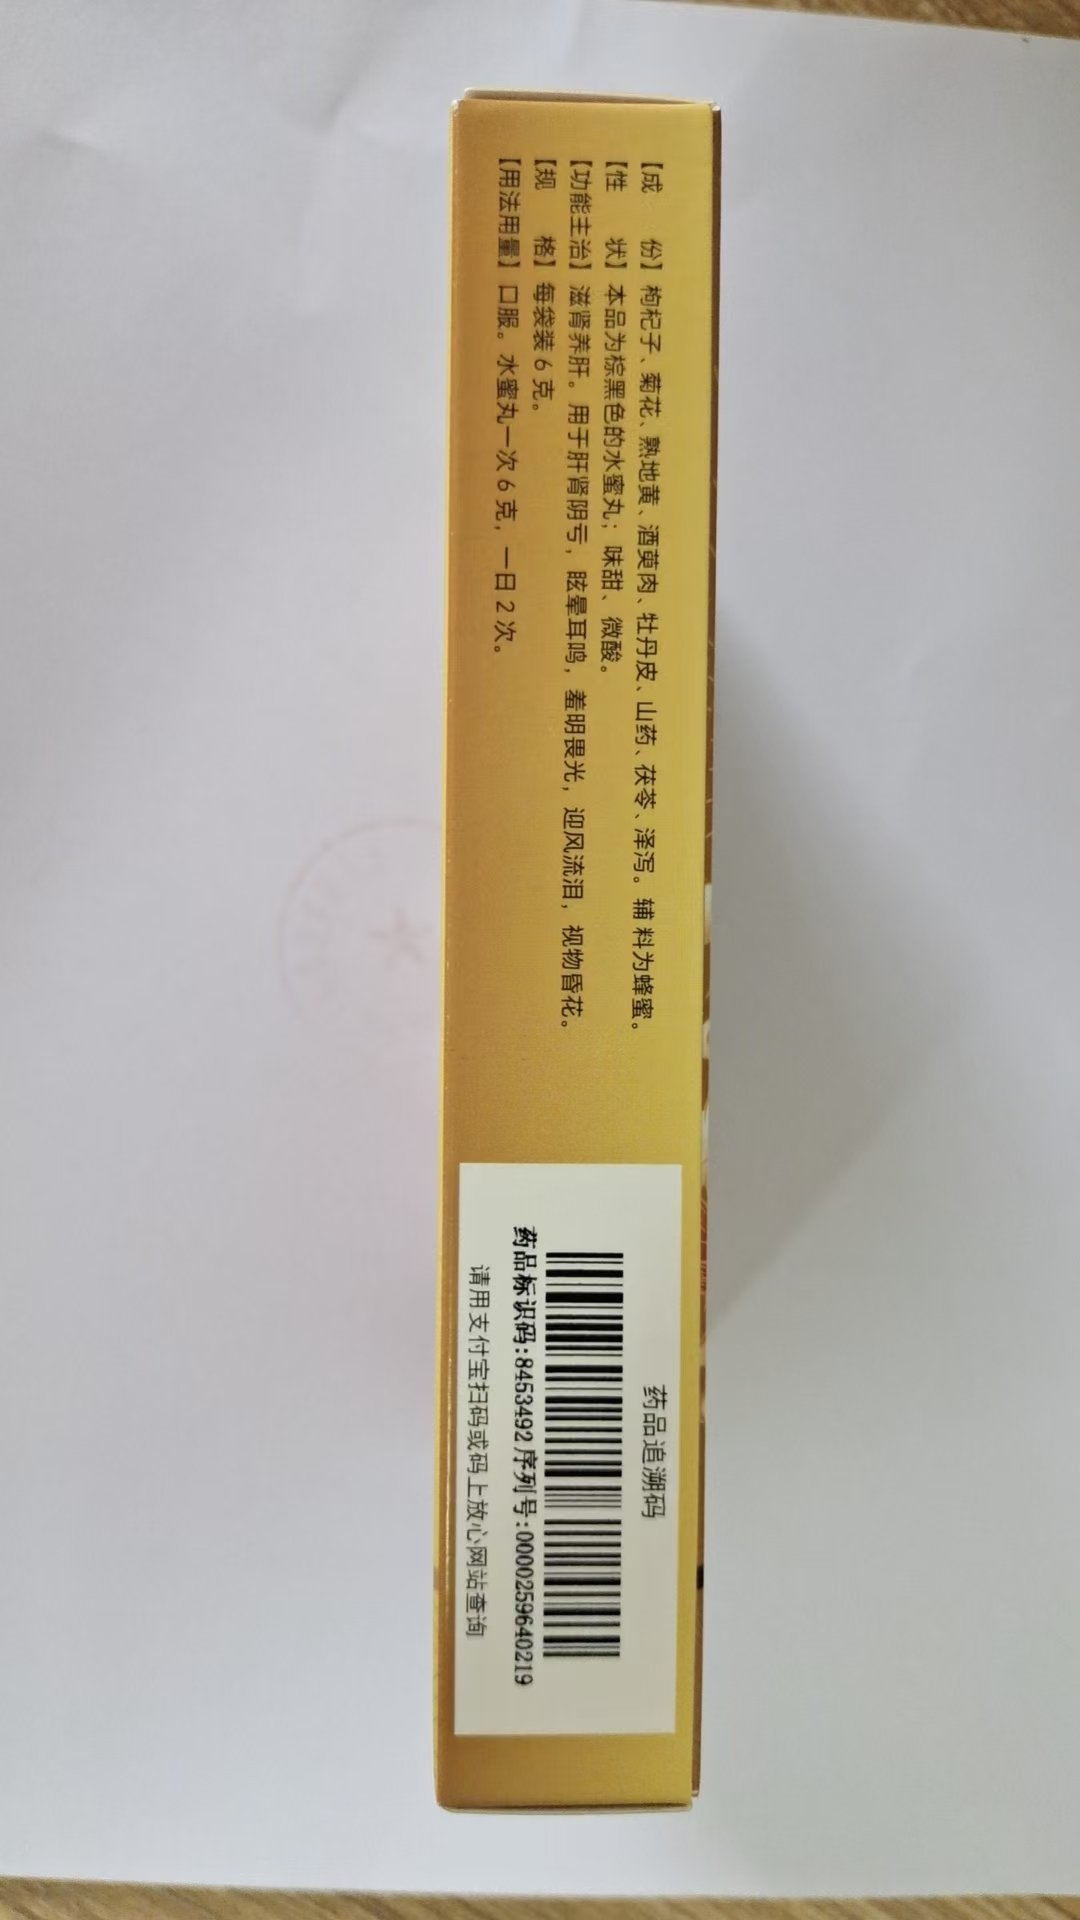 【成份】枸杞子、菊花、熟地黄、酒萸肉、牡丹皮、山药、茯苓、泽泻。辅料为蜂蜜。
【性状】本品为棕黑色的水蜜丸；味甜、微酸。
【功能主治】滋肾养肝。用于肝肾阴亏，眩晕耳鸣，羞明畏光，迎风流泪，视物昏花。
【规格】每袋装6克。
【用法用量】口服。水蜜丸一次6克，一日2次。
药品追溯码
药品标识码:8453492 序列号:0000259640219
请用支付宝扫码或码上放心网站查询